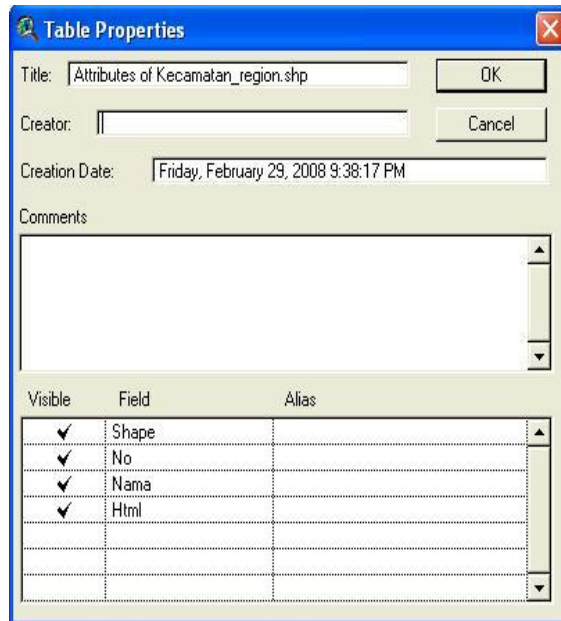 Table Properties
Title: Attributes of Kecamatan_region.shp OK
Creator: Cancel
Creation Date: Friday, February 29, 2008 9:38:17 PM
Comments
Visible Field Alias
Shape
No
Nama
Html